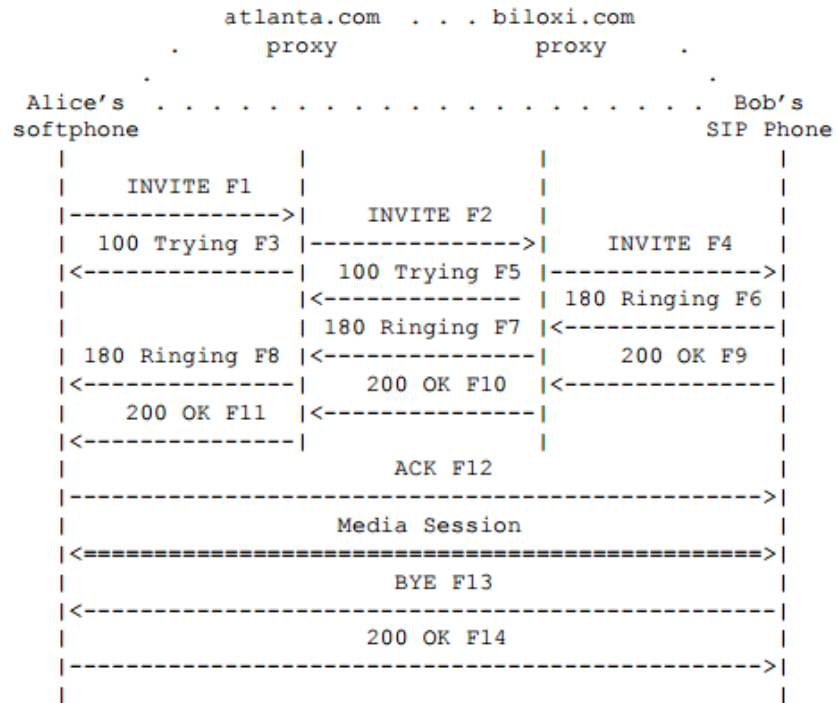 atlanta.com . . . biloxi.com
. proxy proxy .
. .
Alice's . . . . . . . . . . . . . . . . . . . . Bob's
softphone SIP Phone
| | | |
| INVITE F1 | | |
|--------------->| INVITE F2 | |
| 100 Trying F3 |--------------->| INVITE F4 |
|<---------------| 100 Trying F5 |--------------->|
| |<--------------- | 180 Ringing F6 |
| | 180 Ringing F7 |<---------------|
| 180 Ringing F8 |<---------------| 200 OK F9 |
|<---------------| 200 OK F10 |<---------------|
| 200 OK F11 |<---------------| |
|<---------------| | |
| ACK F12 |
|------------------------------------------------->|
| Media Session |
|<================================================>|
| BYE F13 |
|<-------------------------------------------------|
| 200 OK F14 |
|------------------------------------------------->|
| |